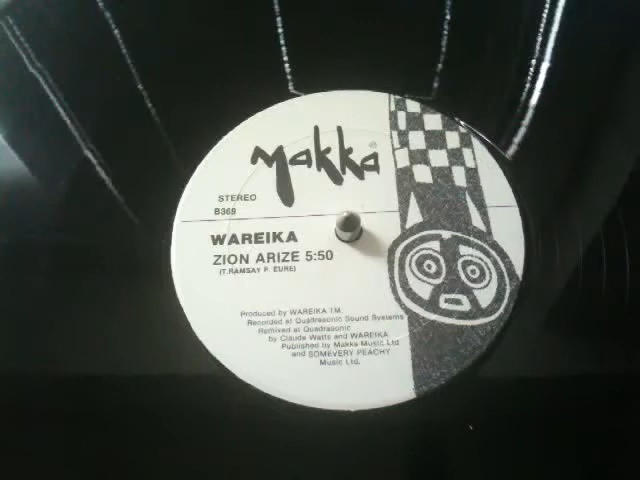 Makka®
STEREO
B369
WAREIKA
ZION ARIZE 5:50
(T.RAMSAY P. EURE)
Produced by WAREIKA T.M.
Recorded at Quadrasonic Sound Systems
Remixed at Quadrasonic
by Claude Watts and WAREIKA
Published by Makka Music Ltd
and SOMEVERY PEACHY
Music Ltd.